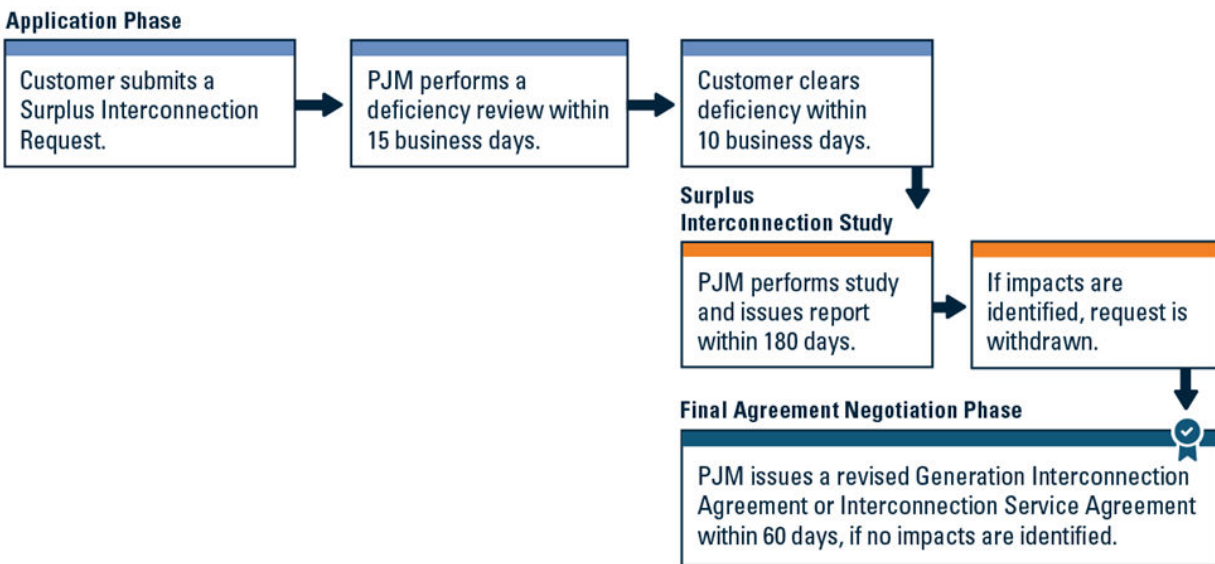 Application Phase
Customer submits a
Surplus Interconnection
Request.
PJM performs a
deficiency review within
15 business days.
Customer clears
deficiency within
10 business days.
Surplus
Interconnection Study
PJM performs study
and issues report
within 180 days.
If impacts are
identified, request is
withdrawn.
Final Agreement Negotiation Phase
PJM issues a revised Generation Interconnection
Agreement or Interconnection Service Agreement
within 60 days, if no impacts are identified.